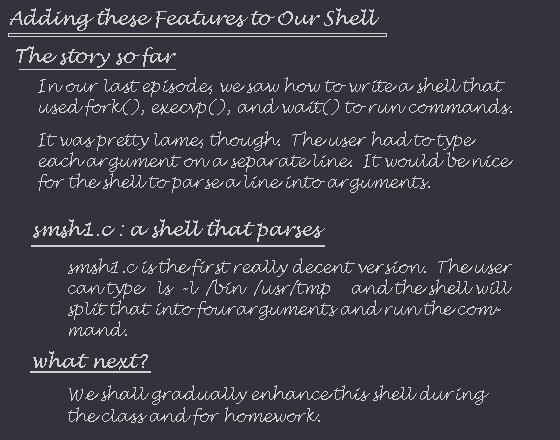 Adding these Features to Our Shell
The story so far
In our last episode, we saw how to write a shell that
used fork(), execvp(), and wait() to run commands.
It was pretty lame, though. The user had to type
each argument on a separate line. It would be nice
for the shell to parse a line into arguments.
smsh1.c : a shell that parses
smsh1.c is the first really decent version. The user
can type ls -l /bin /usr/tmp and the shell will
split that into four arguments and run the com-
mand.
what next?
We shall gradually enhance this shell during
the class and for homework.